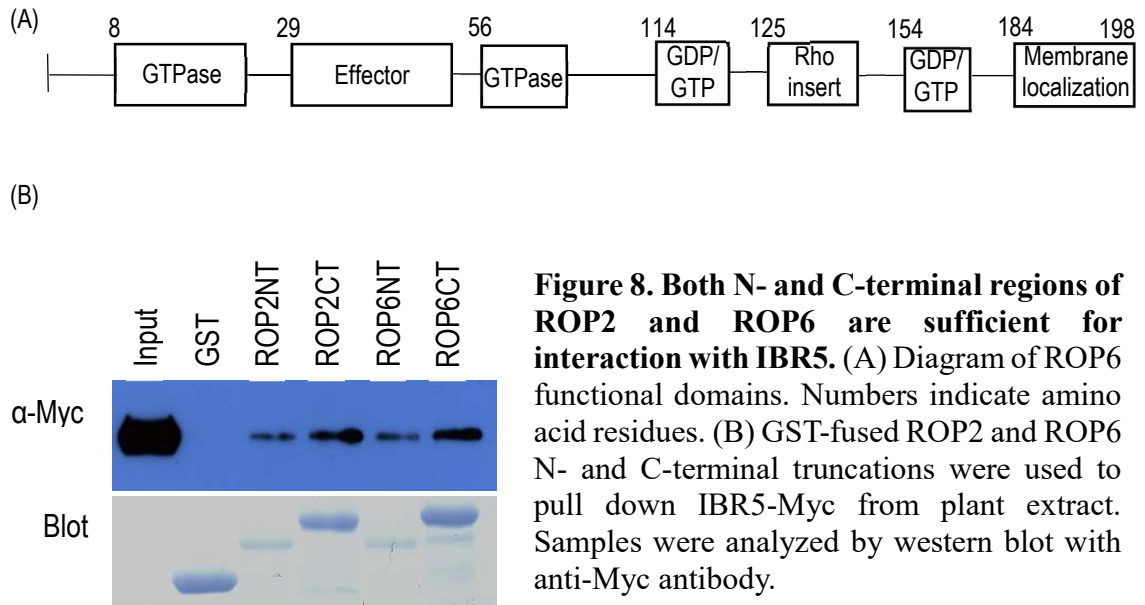 (A)
8 29 56 114 125 154 184 198
GTPase Effector GTPase GDP/ GTP Rho insert GDP/ GTP Membrane localization
(B)
Input GST ROP2NT ROP2CT ROP6NT ROP6CT
α-Myc
Blot
Figure 8. Both N- and C-terminal regions of
ROP2 and ROP6 are sufficient for
interaction with IBR5. (A) Diagram of ROP6
functional domains. Numbers indicate amino
acid residues. (B) GST-fused ROP2 and ROP6
N- and C-terminal truncations were used to
pull down IBR5-Myc from plant extract.
Samples were analyzed by western blot with
anti-Myc antibody.